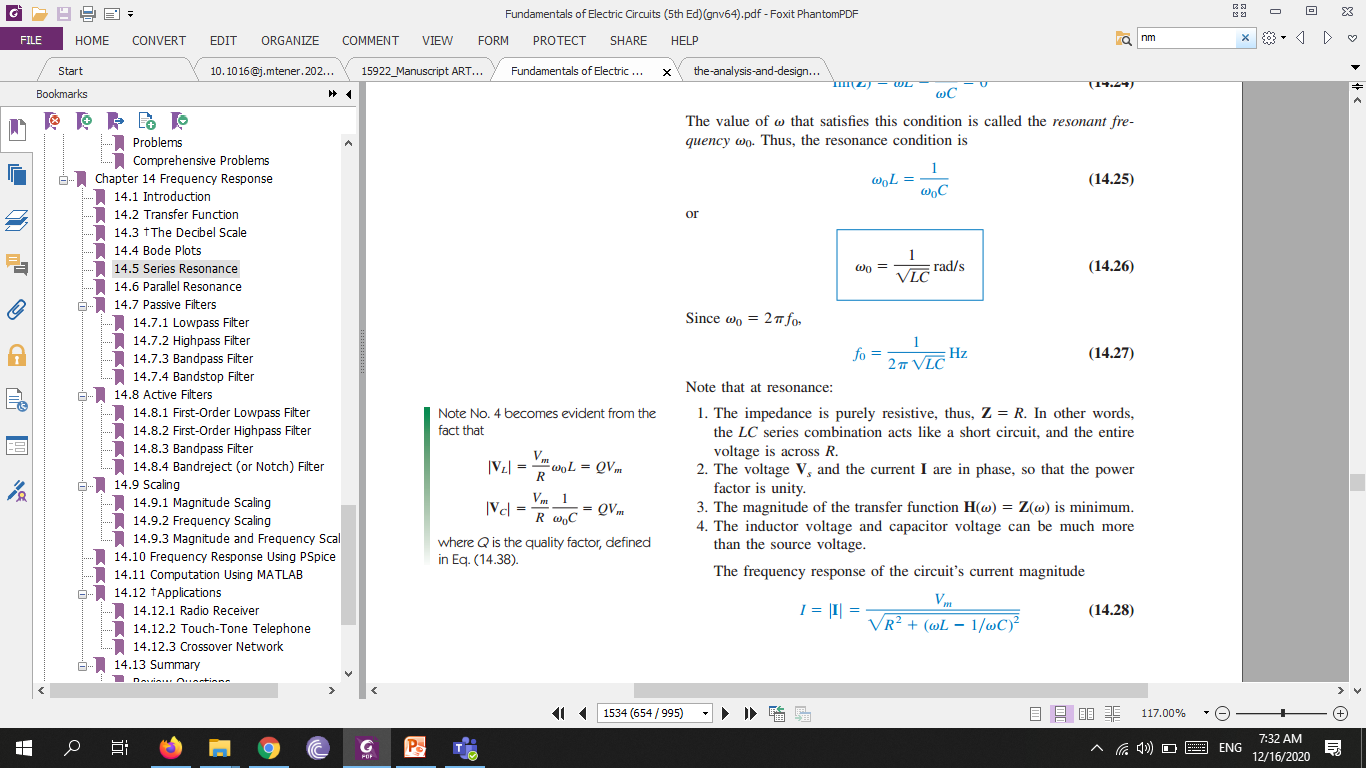 Fundamentals of Electric Circuits (5th Ed)(gnv64).pdf - Foxit PhantomPDF
FILE HOME CONVERT EDIT ORGANIZE COMMENT VIEW FORM PROTECT SHARE HELP nm
Start 10.1016@j.mtener.202... 15922_Manuscript ART... Fundamentals of Electric ... the-analysis-and-design...
Bookmarks
Problems
Comprehensive Problems
Chapter 14 Frequency Response
14.1 Introduction
14.2 Transfer Function
14.3 †The Decibel Scale
14.4 Bode Plots
14.5 Series Resonance
14.6 Parallel Resonance
14.7 Passive Filters
14.7.1 Lowpass Filter
14.7.2 Highpass Filter
14.7.3 Bandpass Filter
14.7.4 Bandstop Filter
14.8 Active Filters
14.8.1 First-Order Lowpass Filter
14.8.2 First-Order Highpass Filter
14.8.3 Bandpass Filter
14.8.4 Bandreject (or Notch) Filter
14.9 Scaling
14.9.1 Magnitude Scaling
14.9.2 Frequency Scaling
14.9.3 Magnitude and Frequency Scal
14.10 Frequency Response Using PSpice
14.11 Computation Using MATLAB
14.12 †Applications
14.12.1 Radio Receiver
14.12.2 Touch-Tone Telephone
14.12.3 Crossover Network
14.13 Summary
Review Questions
Im(Z) = ωL − 1/ωC = 0 (14.24)
The value of ω that satisfies this condition is called the resonant fre-
quency ω₀. Thus, the resonance condition is
ω₀L = 1/ω₀C (14.25)
or
ω₀ = 1/√LC rad/s (14.26)
Since ω₀ = 2πf₀,
f₀ = 1/2π√LC Hz (14.27)
Note that at resonance:
1. The impedance is purely resistive, thus, Z = R. In other words,
the LC series combination acts like a short circuit, and the entire
voltage is across R.
2. The voltage Vs and the current I are in phase, so that the power
factor is unity.
3. The magnitude of the transfer function H(ω) = Z(ω) is minimum.
4. The inductor voltage and capacitor voltage can be much more
than the source voltage.
Note No. 4 becomes evident from the
fact that
|VL| = Vm/R ω₀L = QVm
|VC| = Vm/R 1/ω₀C = QVm
where Q is the quality factor, defined
in Eq. (14.38).
The frequency response of the circuit's current magnitude
I = |I| = Vm/√R² + (ωL − 1/ωC)² (14.28)
1534 (654 / 995) 117.00%
ENG
7:32 AM
12/16/2020